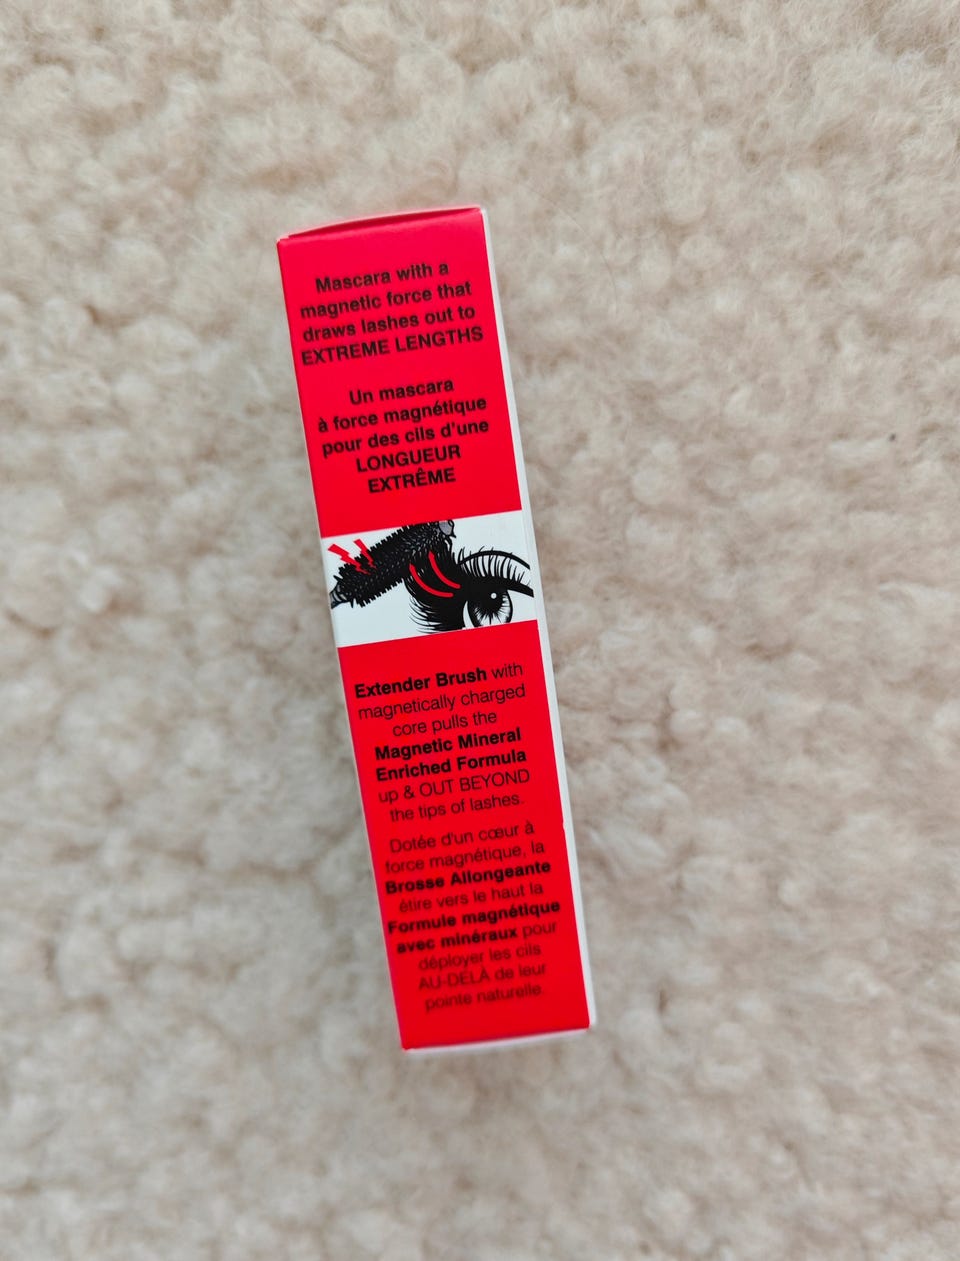 Mascara with a
magnetic force that
draws lashes out to
EXTREME LENGTHS
Un mascara
à force magnétique
pour des cils d'une
LONGUEUR
EXTRÊME
Extender Brush with
magnetically charged
core pulls the
Magnetic Mineral
Enriched Formula
up & OUT BEYOND
the tips of lashes.
Dotée d'un cœur à
force magnétique, la
Brosse Allongeante
étire vers le haut la
Formule magnétique
avec minéraux pour
déployer les cils
AU-DELÀ de leur
pointe naturelle.